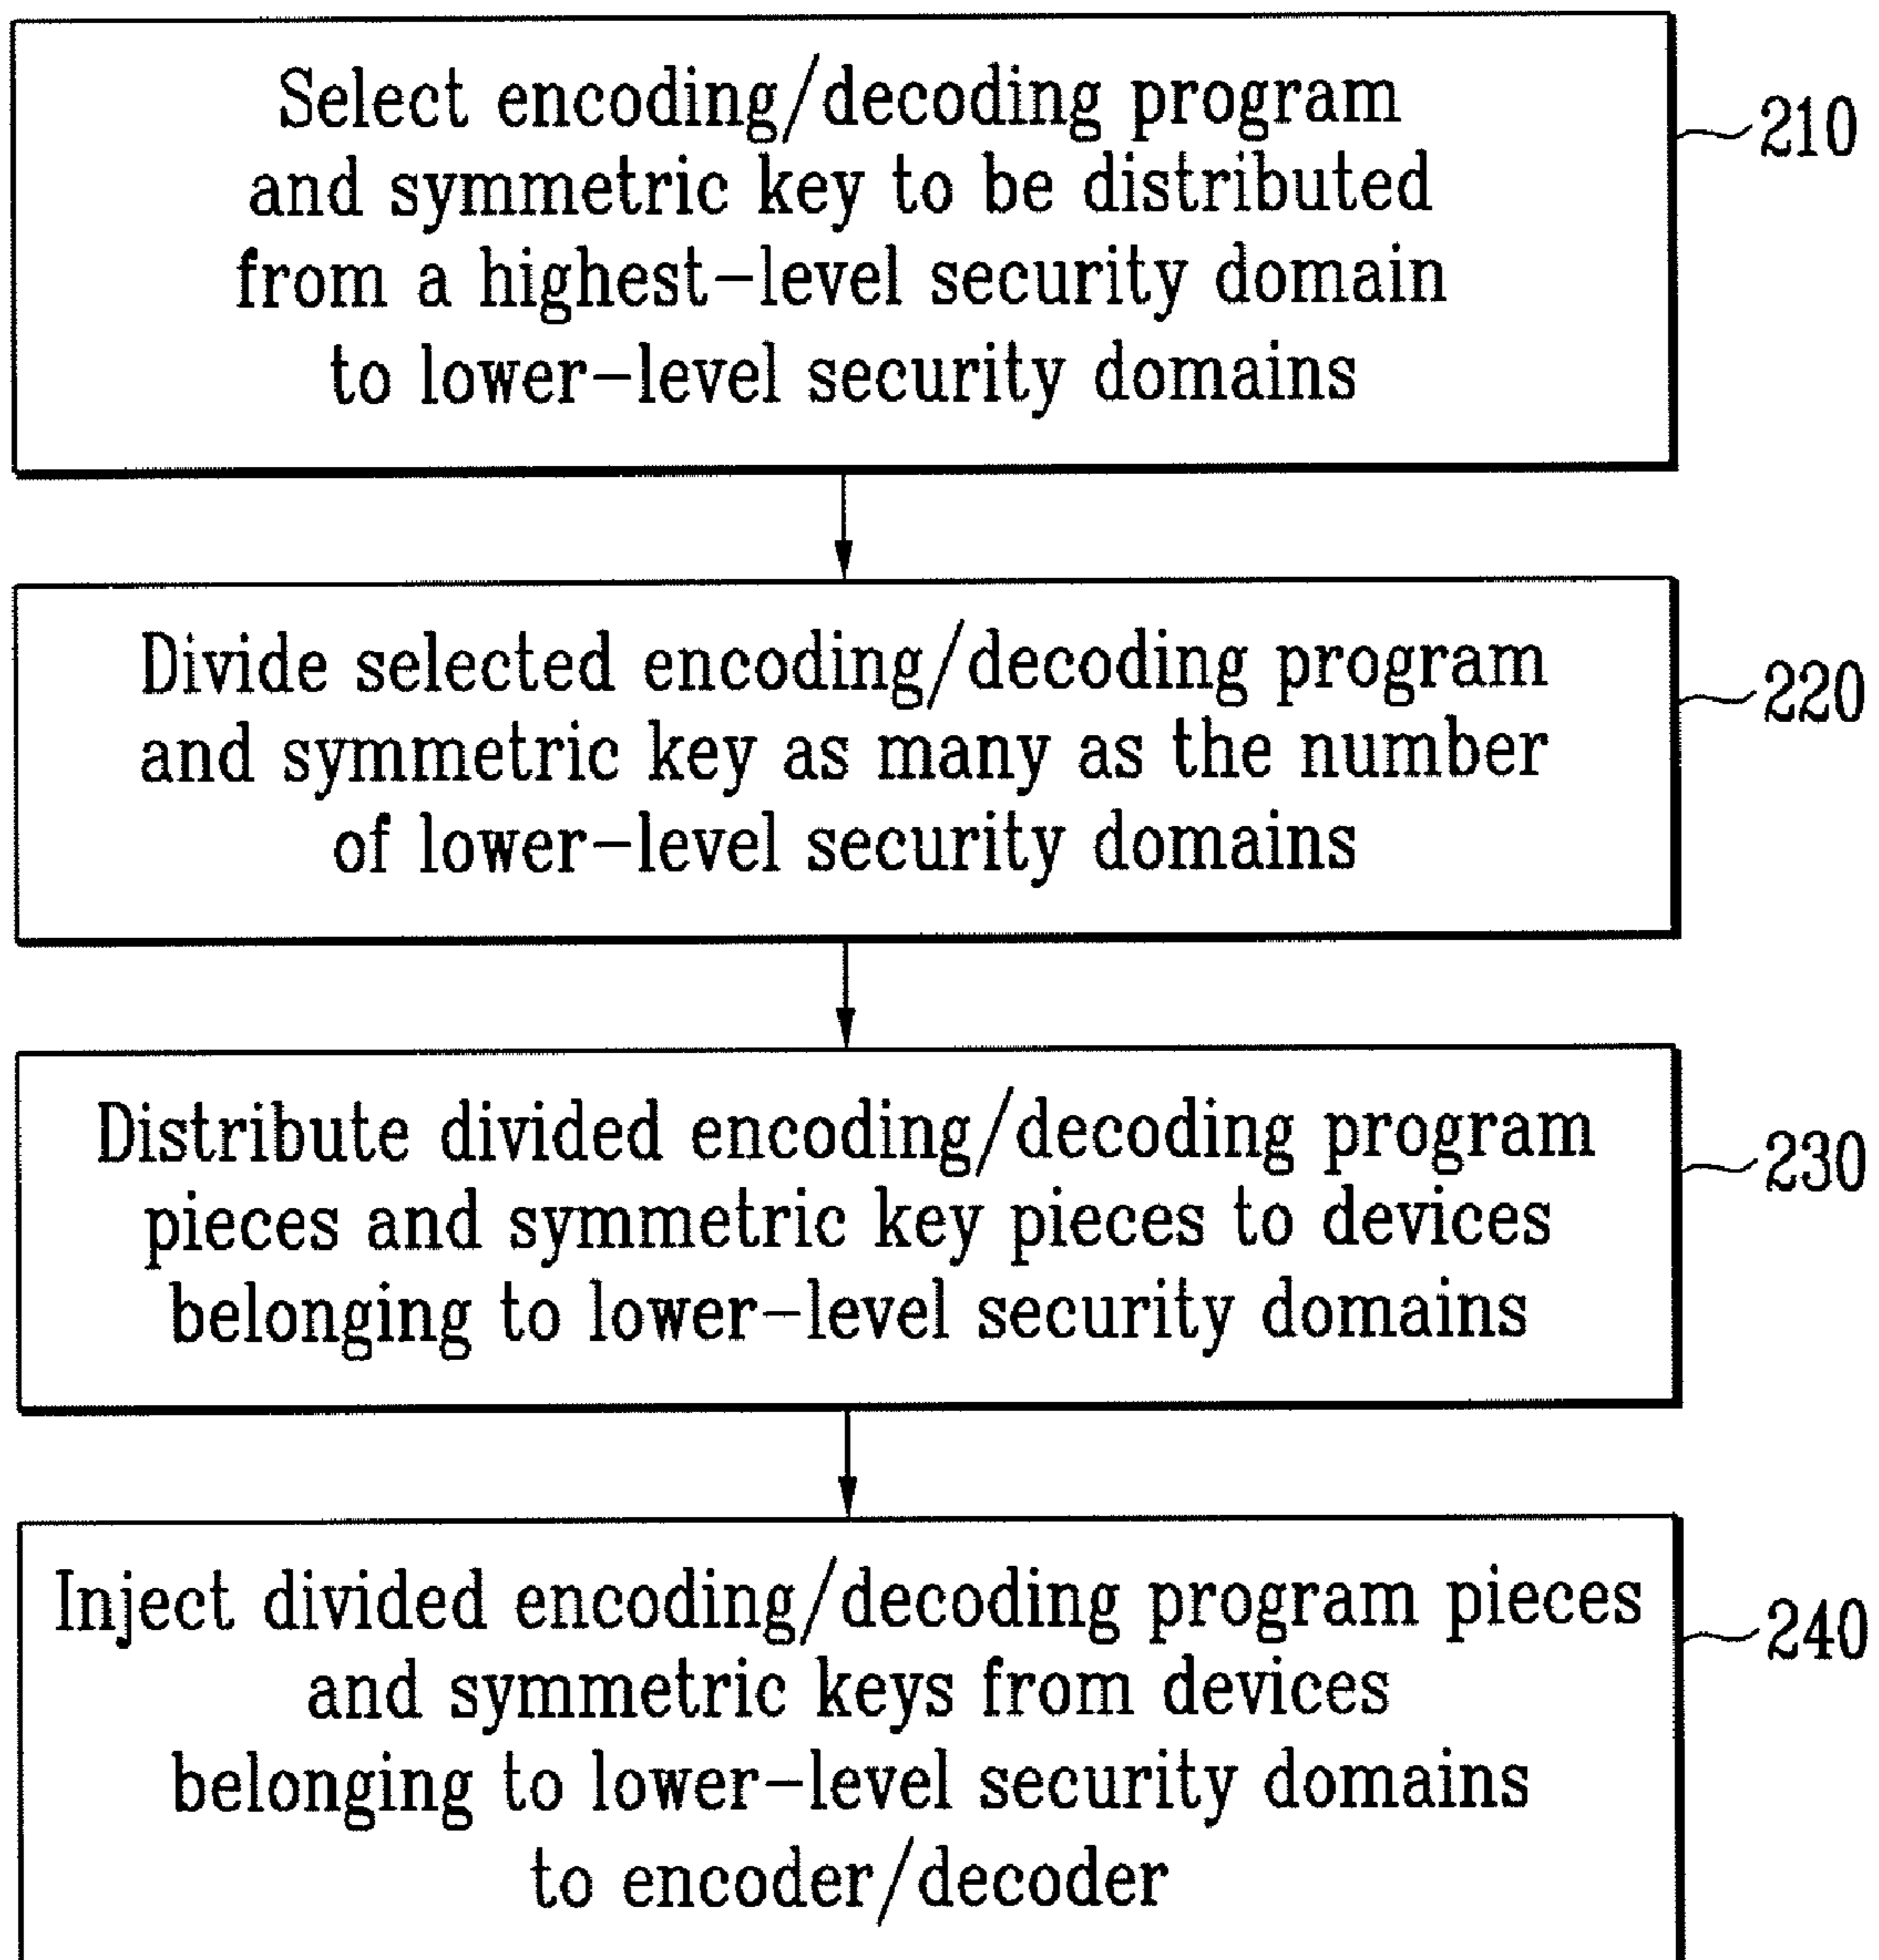 Select encoding/decoding program
and symmetric key to be distributed
from a highest-level security domain
to lower-level security domains
210
Divide selected encoding/decoding program
and symmetric key as many as the number
of lower-level security domains
220
Distribute divided encoding/decoding program
pieces and symmetric key pieces to devices
belonging to lower-level security domains
230
Inject divided encoding/decoding program pieces
and symmetric keys from devices
belonging to lower-level security domains
to encoder/decoder
240